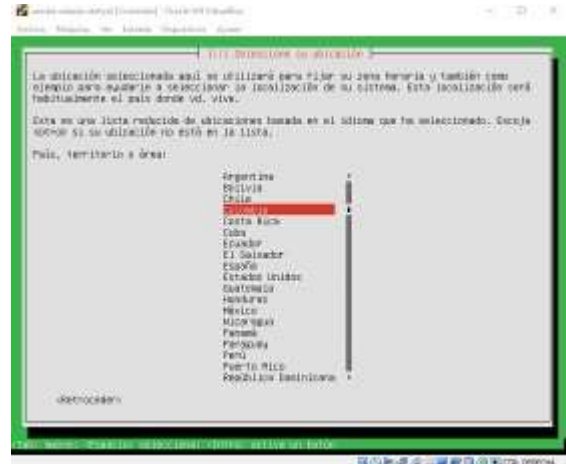 [!!] Seleccione su ubicación
La ubicación seleccionada aquí se utilizará para fijar su zona horaria y también como
ejemplo para ayudarle a seleccionar la localización de su sistema. Esta localización será
habitualmente el país donde vd. vive.
Esta es una lista reducida de ubicaciones basada en el idioma que ha seleccionado. Escoja
«otro» si su ubicación no está en la lista.
País, territorio o área:
Argentina
Bolivia
Chile
Colombia
Costa Rica
Cuba
Ecuador
El Salvador
España
Estados Unidos
Guatemala
Honduras
México
Nicaragua
Panamá
Paraguay
Perú
Puerto Rico
República Dominicana
<Retroceder>